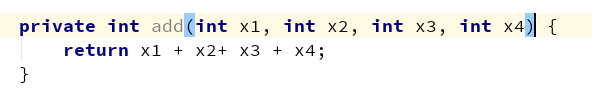 private int add(int x1, int x2, int x3, int x4) {
    return x1 + x2+ x3 + x4;
}